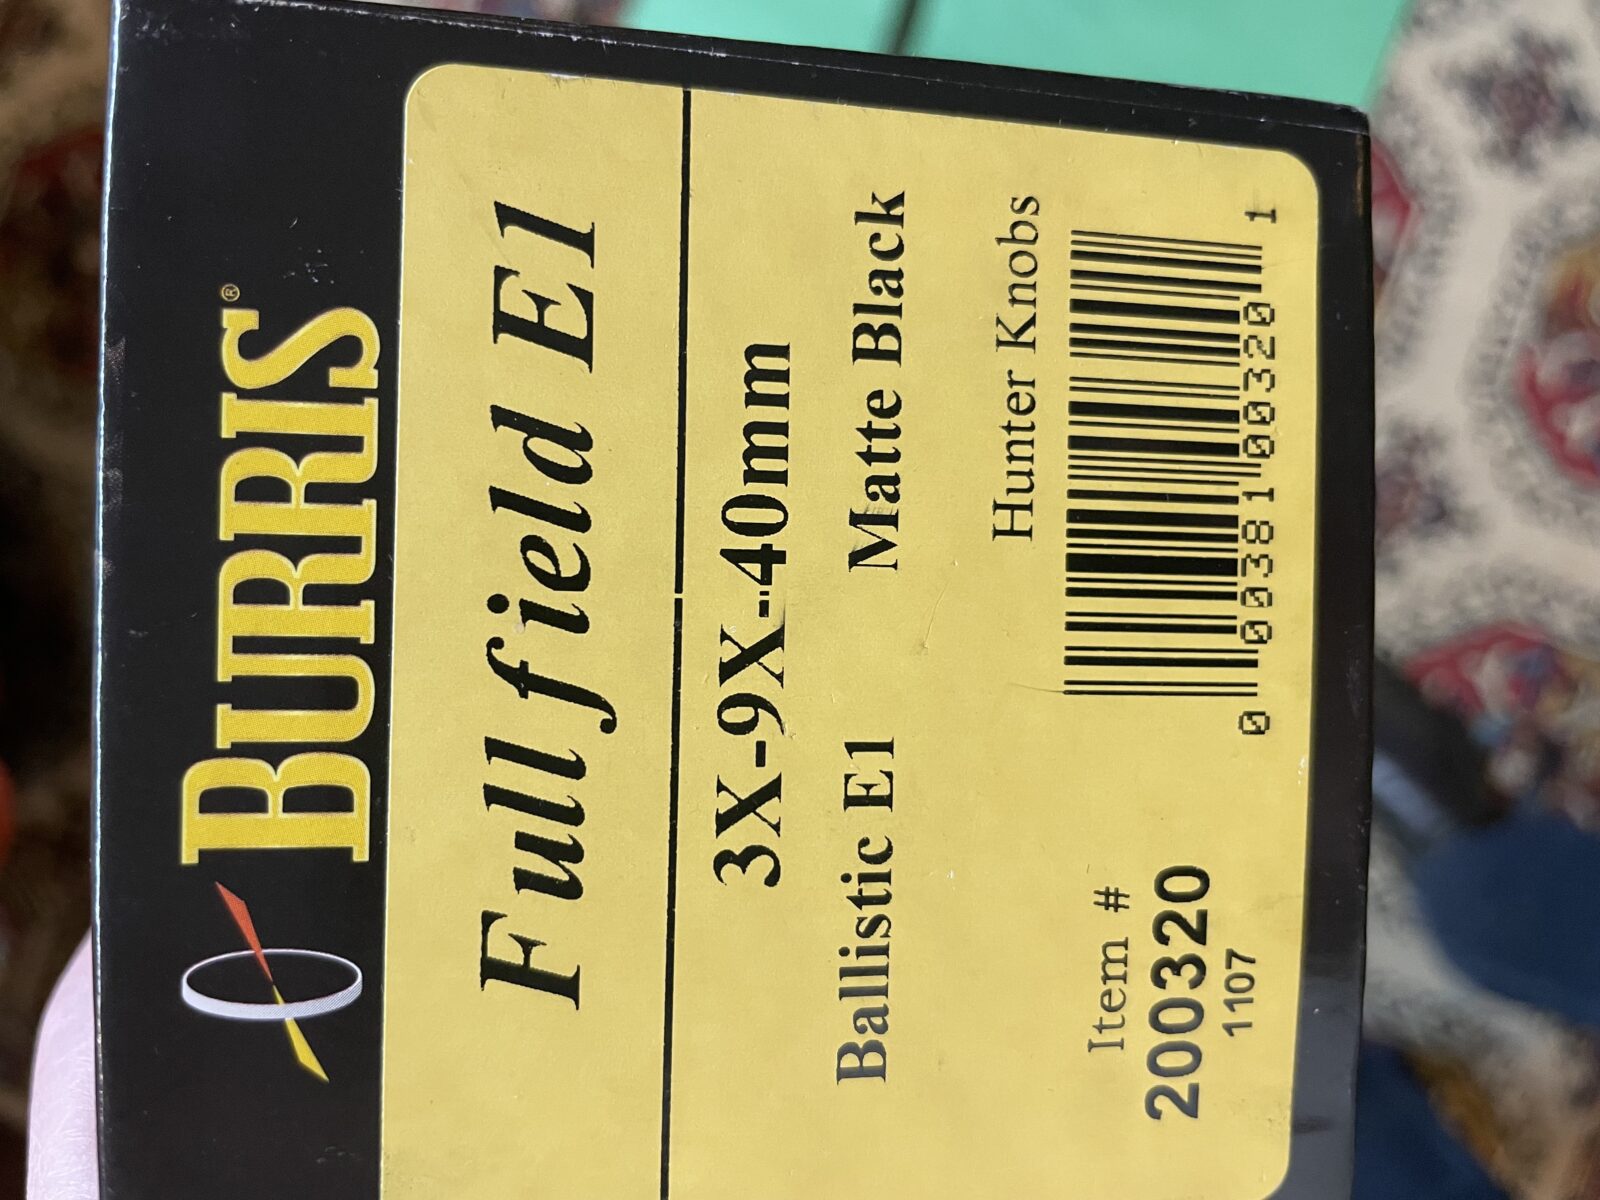 BURRIS®
Fullfield E1
3X-9X-40mm
Ballistic E1 Matte Black
Hunter Knobs
Item #
200320
1107
0 00381 00320 1